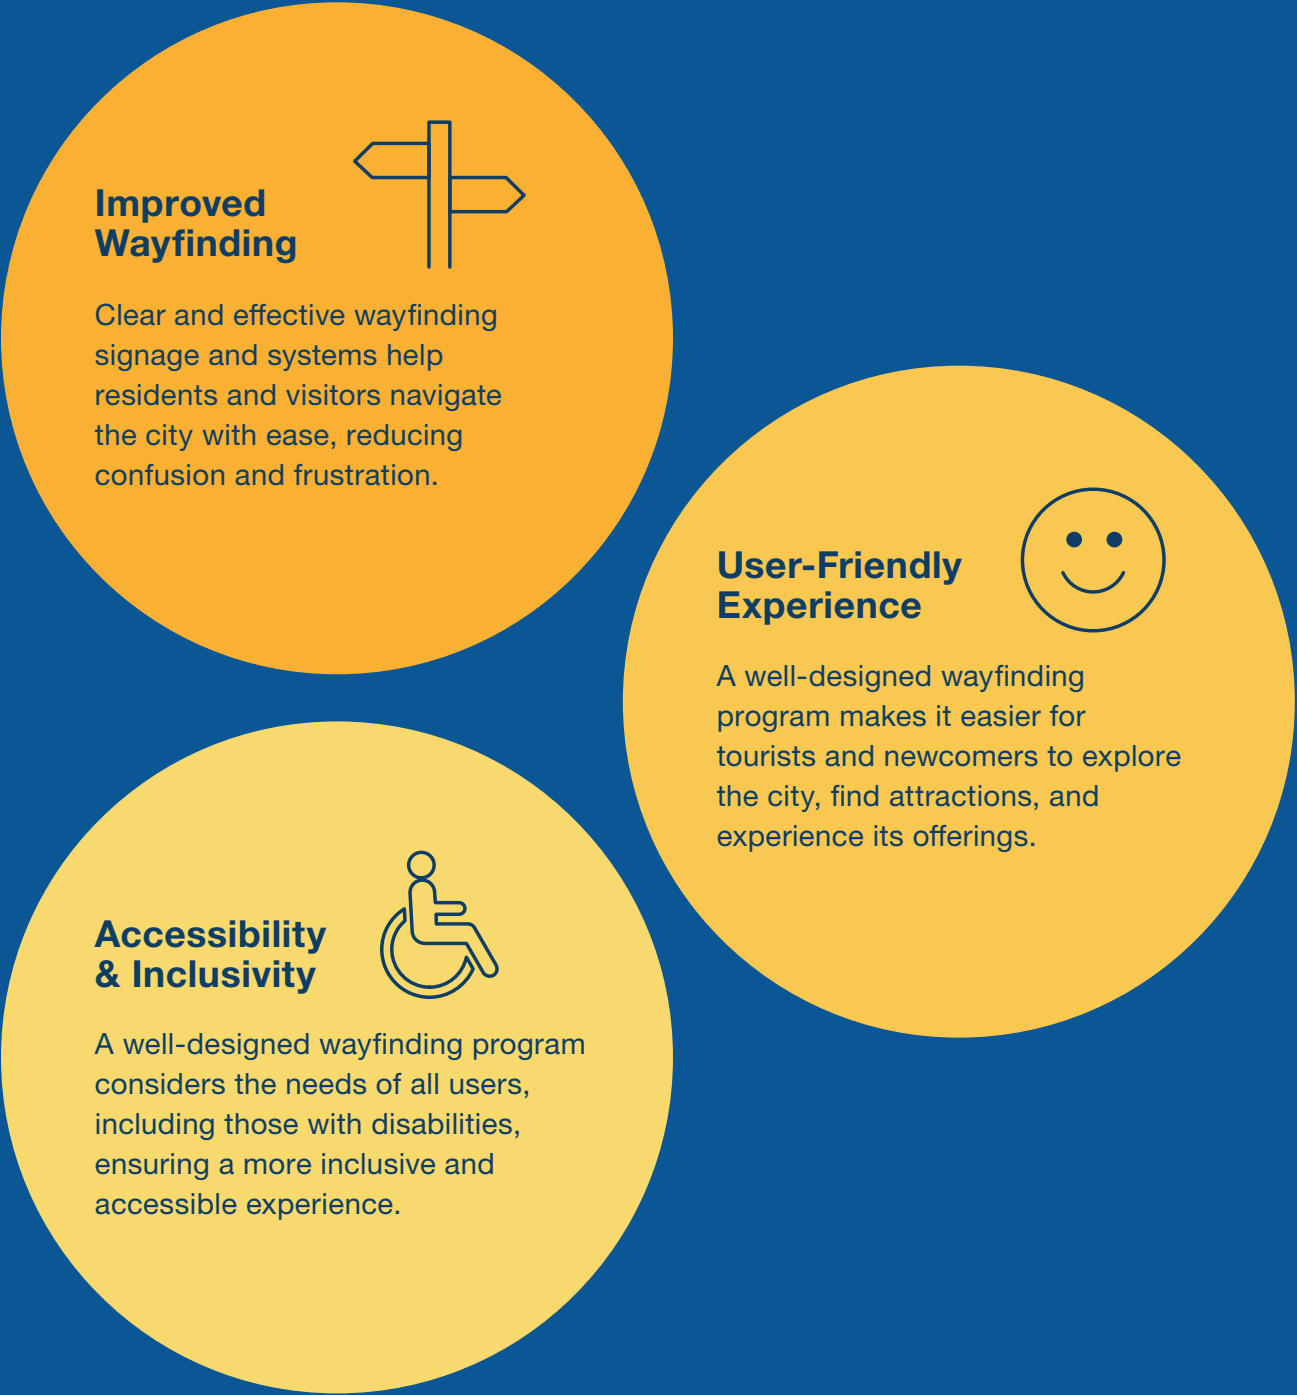 Improved
Wayfinding
Clear and effective wayfinding
signage and systems help
residents and visitors navigate
the city with ease, reducing
confusion and frustration.
User-Friendly
Experience
A well-designed wayfinding
program makes it easier for
tourists and newcomers to explore
the city, find attractions, and
experience its offerings.
Accessibility
& Inclusivity
A well-designed wayfinding program
considers the needs of all users,
including those with disabilities,
ensuring a more inclusive and
accessible experience.